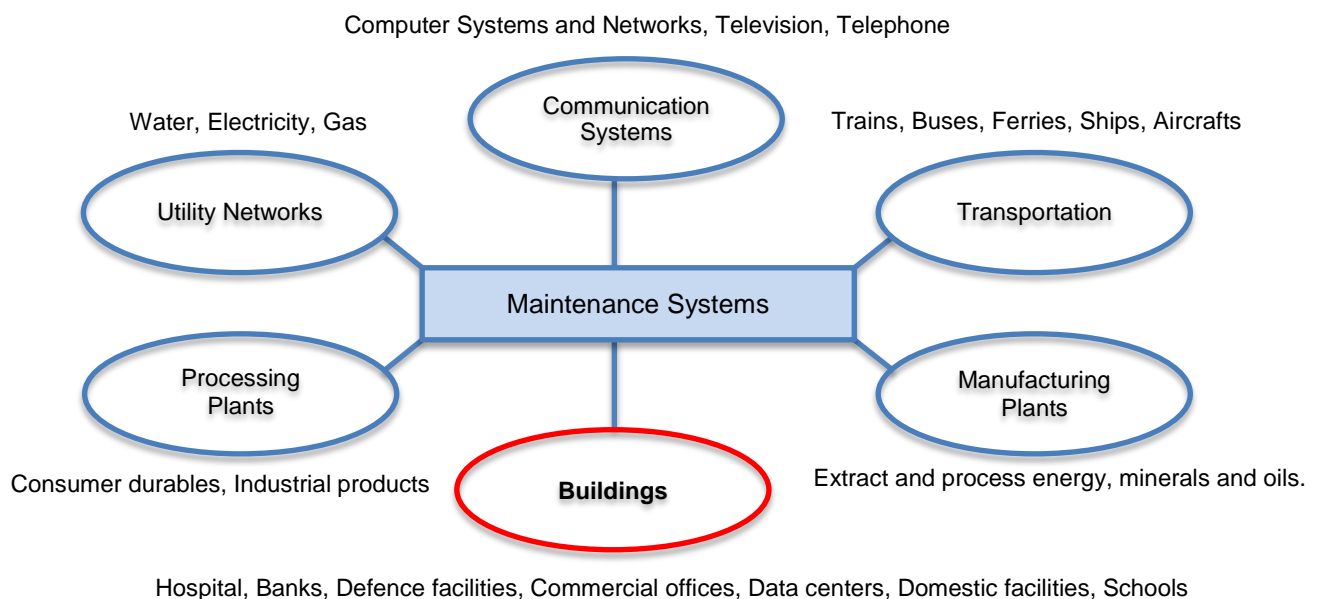 Computer Systems and Networks, Television, Telephone
Communication
Systems
Water, Electricity, Gas
Trains, Buses, Ferries, Ships, Aircrafts
Utility Networks
Transportation
Maintenance Systems
Processing
Plants
Manufacturing
Plants
Consumer durables, Industrial products
Buildings
Extract and process energy, minerals and oils.
Hospital, Banks, Defence facilities, Commercial offices, Data centers, Domestic facilities, Schools